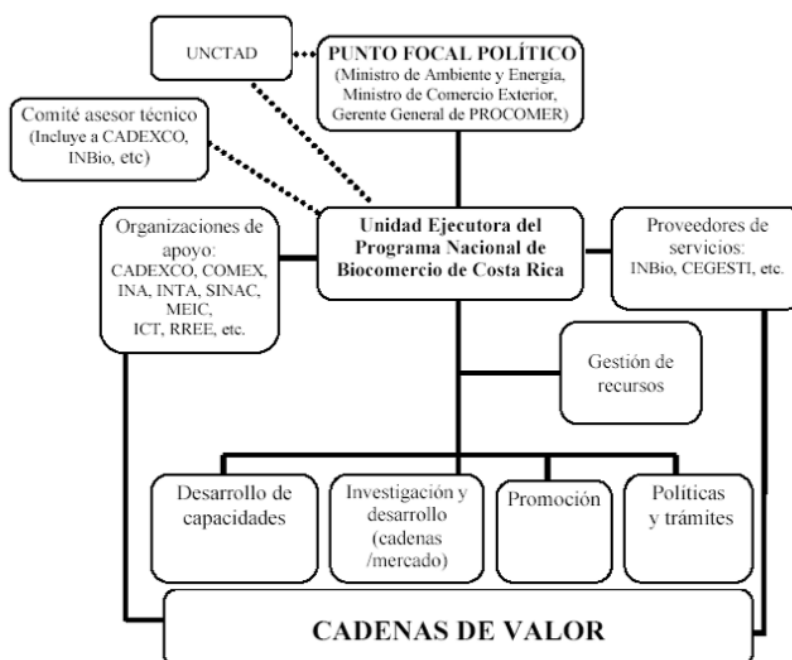 UNCTAD
PUNTO FOCAL POLÍTICO
(Ministro de Ambiente y Energía,
Ministro de Comercio Exterior,
Gerente General de PROCOMER)
Comité asesor técnico
(Incluye a CADEXCO,
INBio, etc)
Organizaciones de
apoyo:
CADEXCO, COMEX,
INA, INTA, SINAC,
MEIC,
ICT, RREE, etc.
Unidad Ejecutora del
Programa Nacional de
Biocomercio de Costa Rica
Proveedores de
servicios:
INBio, CEGESTI, etc.
Gestión de
recursos
Desarrollo de
capacidades
Investigación y
desarrollo
(cadenas
/mercado)
Promoción
Políticas
y trámites
CADENAS DE VALOR